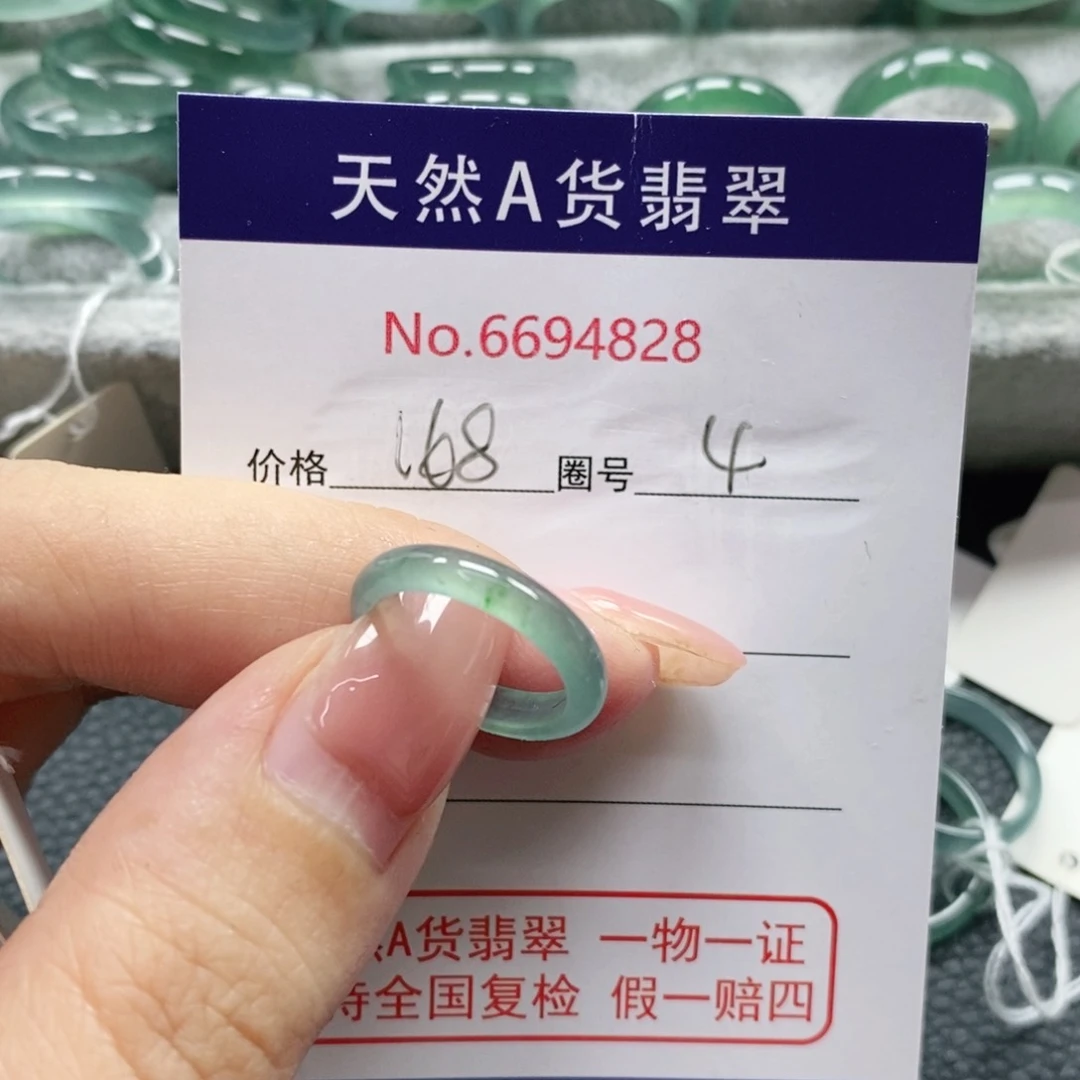 天然A货翡翠
No.6694828
价格 168 圈号 4
A货翡翠 一物一证
全国复检 假一赔四